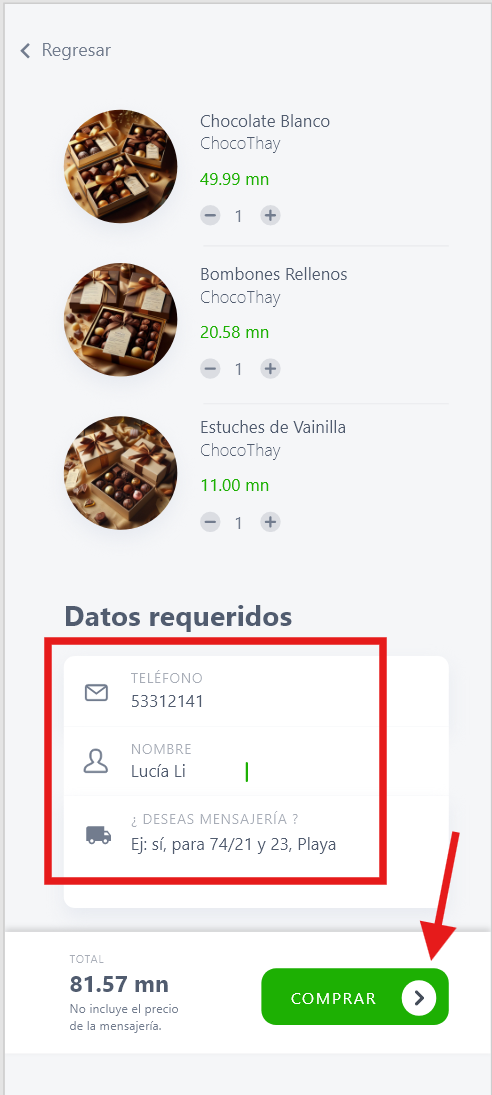 Regresar
Chocolate Blanco
ChocoThay
49.99 mn
1
Bombones Rellenos
ChocoThay
20.58 mn
1
Estuches de Vainilla
ChocoThay
11.00 mn
1
Datos requeridos
TELÉFONO
53312141
NOMBRE
Lucía Li
¿ DESEAS MENSAJERÍA ?
Ej: sí, para 74/21 y 23, Playa
TOTAL
81.57 mn
No incluye el precio
de la mensajería.
COMPRAR